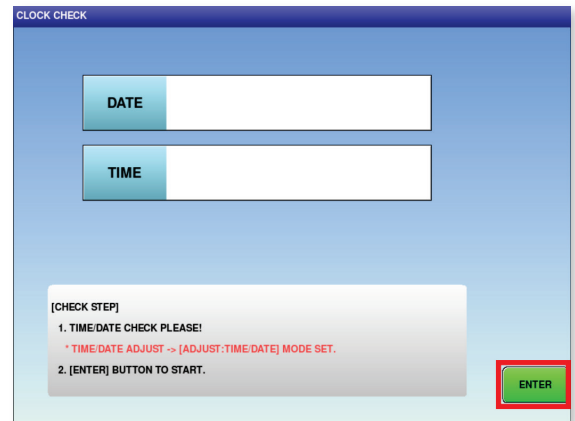 CLOCK CHECK
DATE
TIME
[CHECK STEP]
1. TIME/DATE CHECK PLEASE!
* TIME/DATE ADJUST -> [ADJUST:TIME/DATE] MODE SET.
2. [ENTER] BUTTON TO START.
ENTER